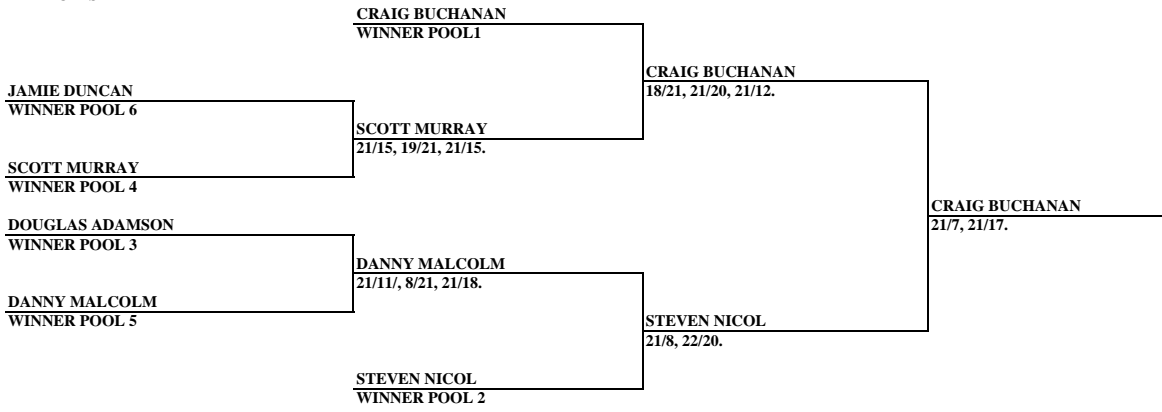 CRAIG BUCHANAN
WINNER POOL1
CRAIG BUCHANAN
18/21, 21/20, 21/12.
JAMIE DUNCAN
WINNER POOL 6
SCOTT MURRAY
21/15, 19/21, 21/15.
SCOTT MURRAY
WINNER POOL 4
CRAIG BUCHANAN
21/7, 21/17.
DOUGLAS ADAMSON
WINNER POOL 3
DANNY MALCOLM
21/11/, 8/21, 21/18.
DANNY MALCOLM
WINNER POOL 5
STEVEN NICOL
21/8, 22/20.
STEVEN NICOL
WINNER POOL 2